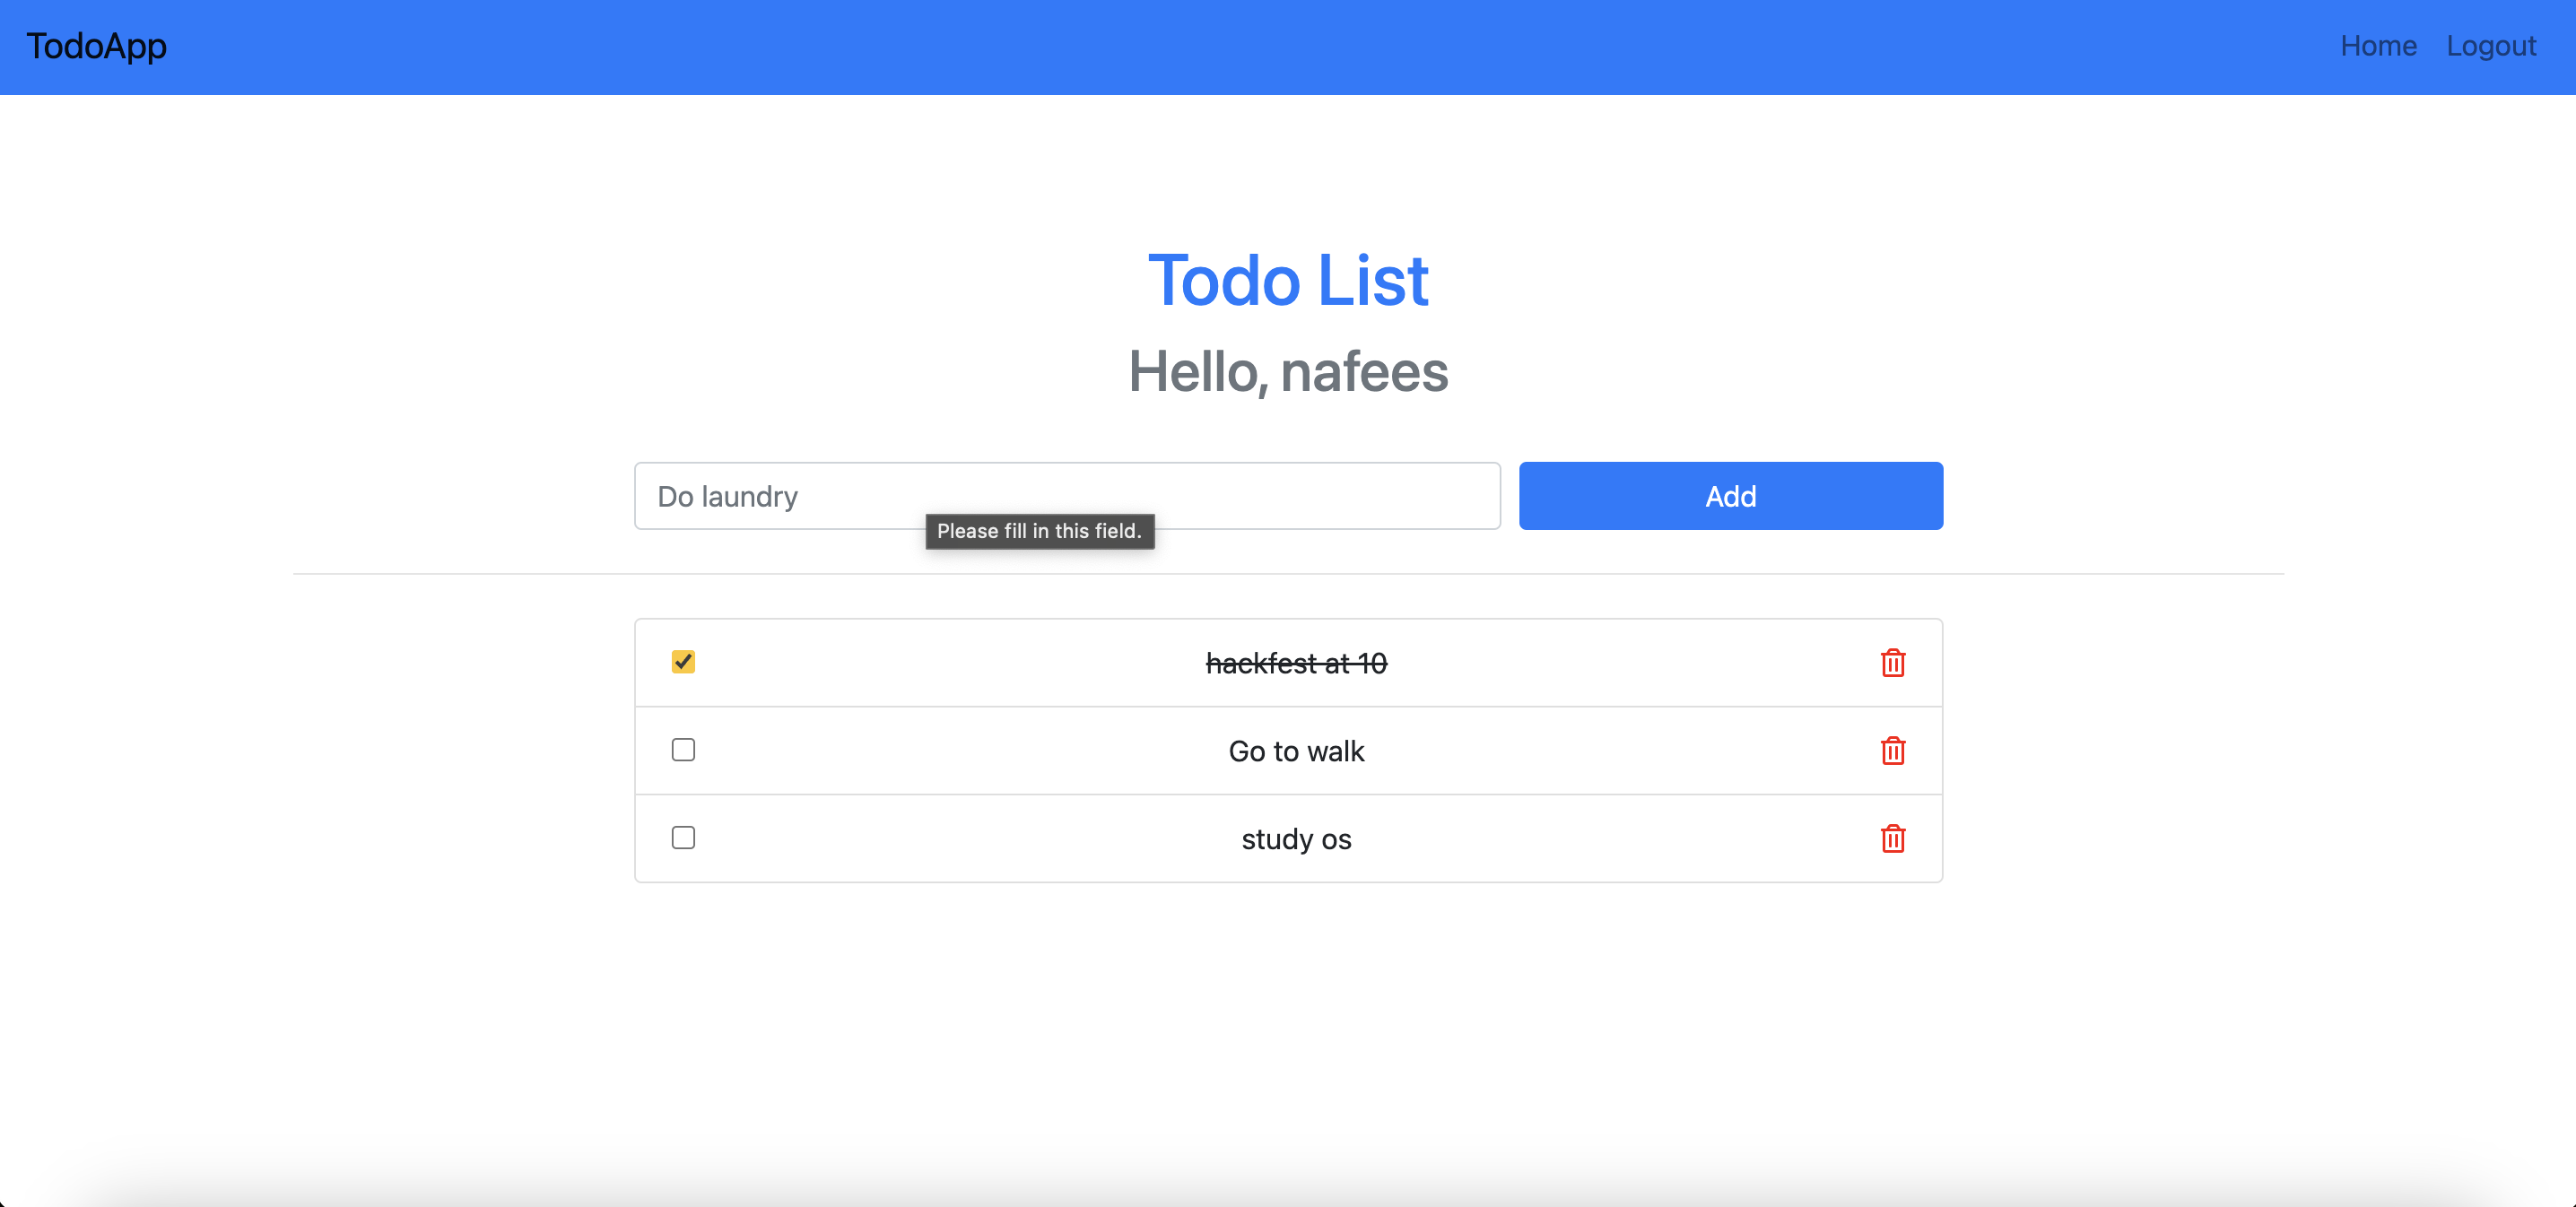 TodoApp
Home Logout
Todo List
Hello, nafees
Do laundry
Add
Please fill in this field.
hackfest at 10
Go to walk
study os